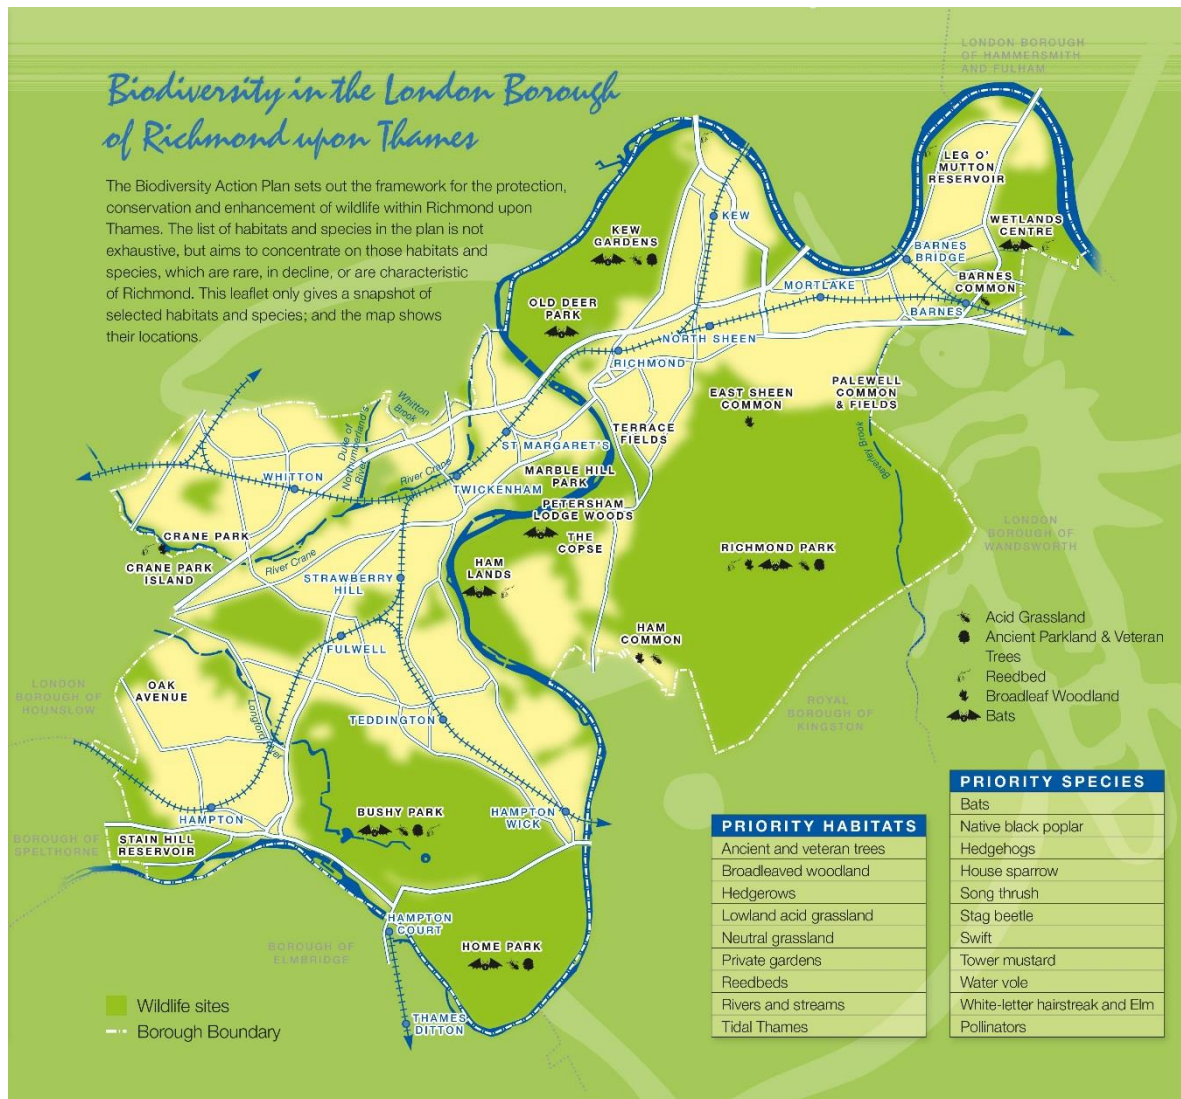 Biodiversity in the London Borough
of Richmond upon Thames
The Biodiversity Action Plan sets out the framework for the protection,
conservation and enhancement of wildlife within Richmond upon
Thames. The list of habitats and species in the plan is not
exhaustive, but aims to concentrate on those habitats and
species, which are rare, in decline, or are characteristic
of Richmond. This leaflet only gives a snapshot of
selected habitats and species; and the map shows
their locations.
LONDON BOROUGH
OF HAMMERSMITH
AND FULHAM
LEG O'
MUTTON
RESERVOIR
WETLANDS
CENTRE
KEW
KEW
GARDENS
BARNES
BRIDGE
BARNES
COMMON
MORTLAKE
BARNES
OLD DEER
PARK
NORTH SHEEN
RICHMOND
EAST SHEEN
COMMON
PALEWELL
COMMON
& FIELDS
Beverley Brook
Whitton
Brook
Duke of
Northumberland's
River
River Crane
TERRACE
FIELDS
ST MARGARET'S
MARBLE HILL
PARK
WHITTON
TWICKENHAM
PETERSHAM
LODGE WOODS
THE
COPSE
CRANE PARK
CRANE PARK
ISLAND
River Crane
HAM
LANDS
STRAWBERRY
HILL
RICHMOND PARK
LONDON
BOROUGH OF
WANDSWORTH
HAM
COMMON
FULWELL
LONDON
BOROUGH OF
HOUNSLOW
OAK
AVENUE
Longford River
TEDDINGTON
ROYAL
BOROUGH OF
KINGSTON
Acid Grassland
Ancient Parkland & Veteran
Trees
Reedbed
Broadleaf Woodland
Bats
BUSHY PARK
HAMPTON
WICK
HAMPTON
STAIN HILL
RESERVOIR
BOROUGH OF
SPELTHORNE
HAMPTON
COURT
BOROUGH OF
ELMBRIDGE
HOME PARK
THAMES
DITTON
Wildlife sites
Borough Boundary
PRIORITY HABITATS
Ancient and veteran trees
Broadleaved woodland
Hedgerows
Lowland acid grassland
Neutral grassland
Private gardens
Reedbeds
Rivers and streams
Tidal Thames
PRIORITY SPECIES
Bats
Native black poplar
Hedgehogs
House sparrow
Song thrush
Stag beetle
Swift
Tower mustard
Water vole
White-letter hairstreak and Elm
Pollinators